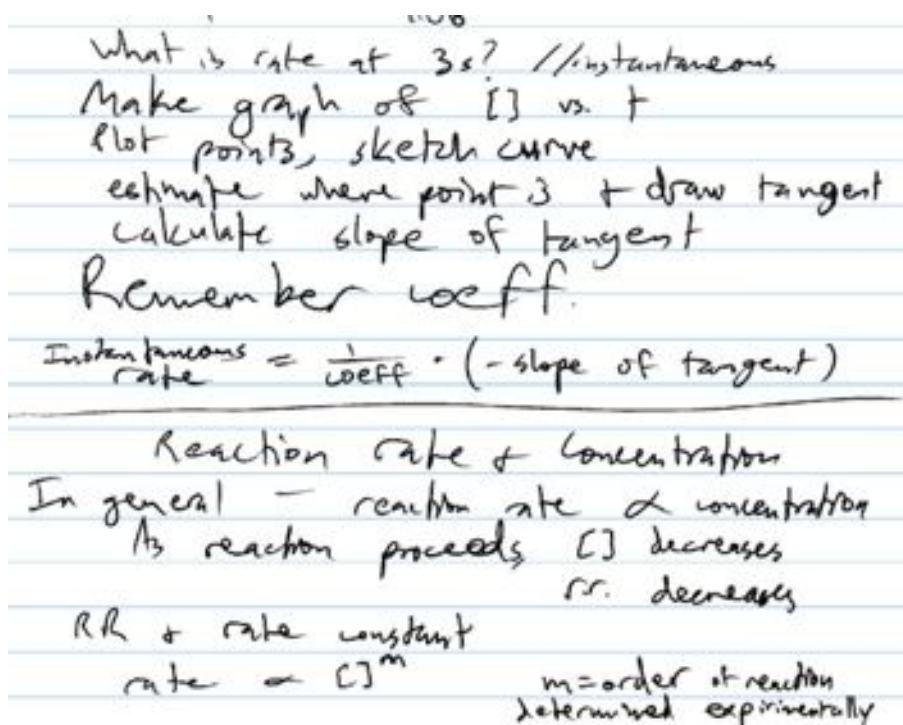 What is rate at 3s? //instantaneous
Make graph of [] vs. t
Plot points, sketch curve
estimate where point is + draw tangent
calculate slope of tangent
Remember coeff.
Instantaneous rate = 1/coeff · (-slope of tangent)
Reaction rate & Concentration
In general — reaction rate ∝ concentration
As reaction proceeds [] decreases
r.r. decreases
RR & rate constant
rate ∝ []^m
m = order of reaction
determined expirimentally